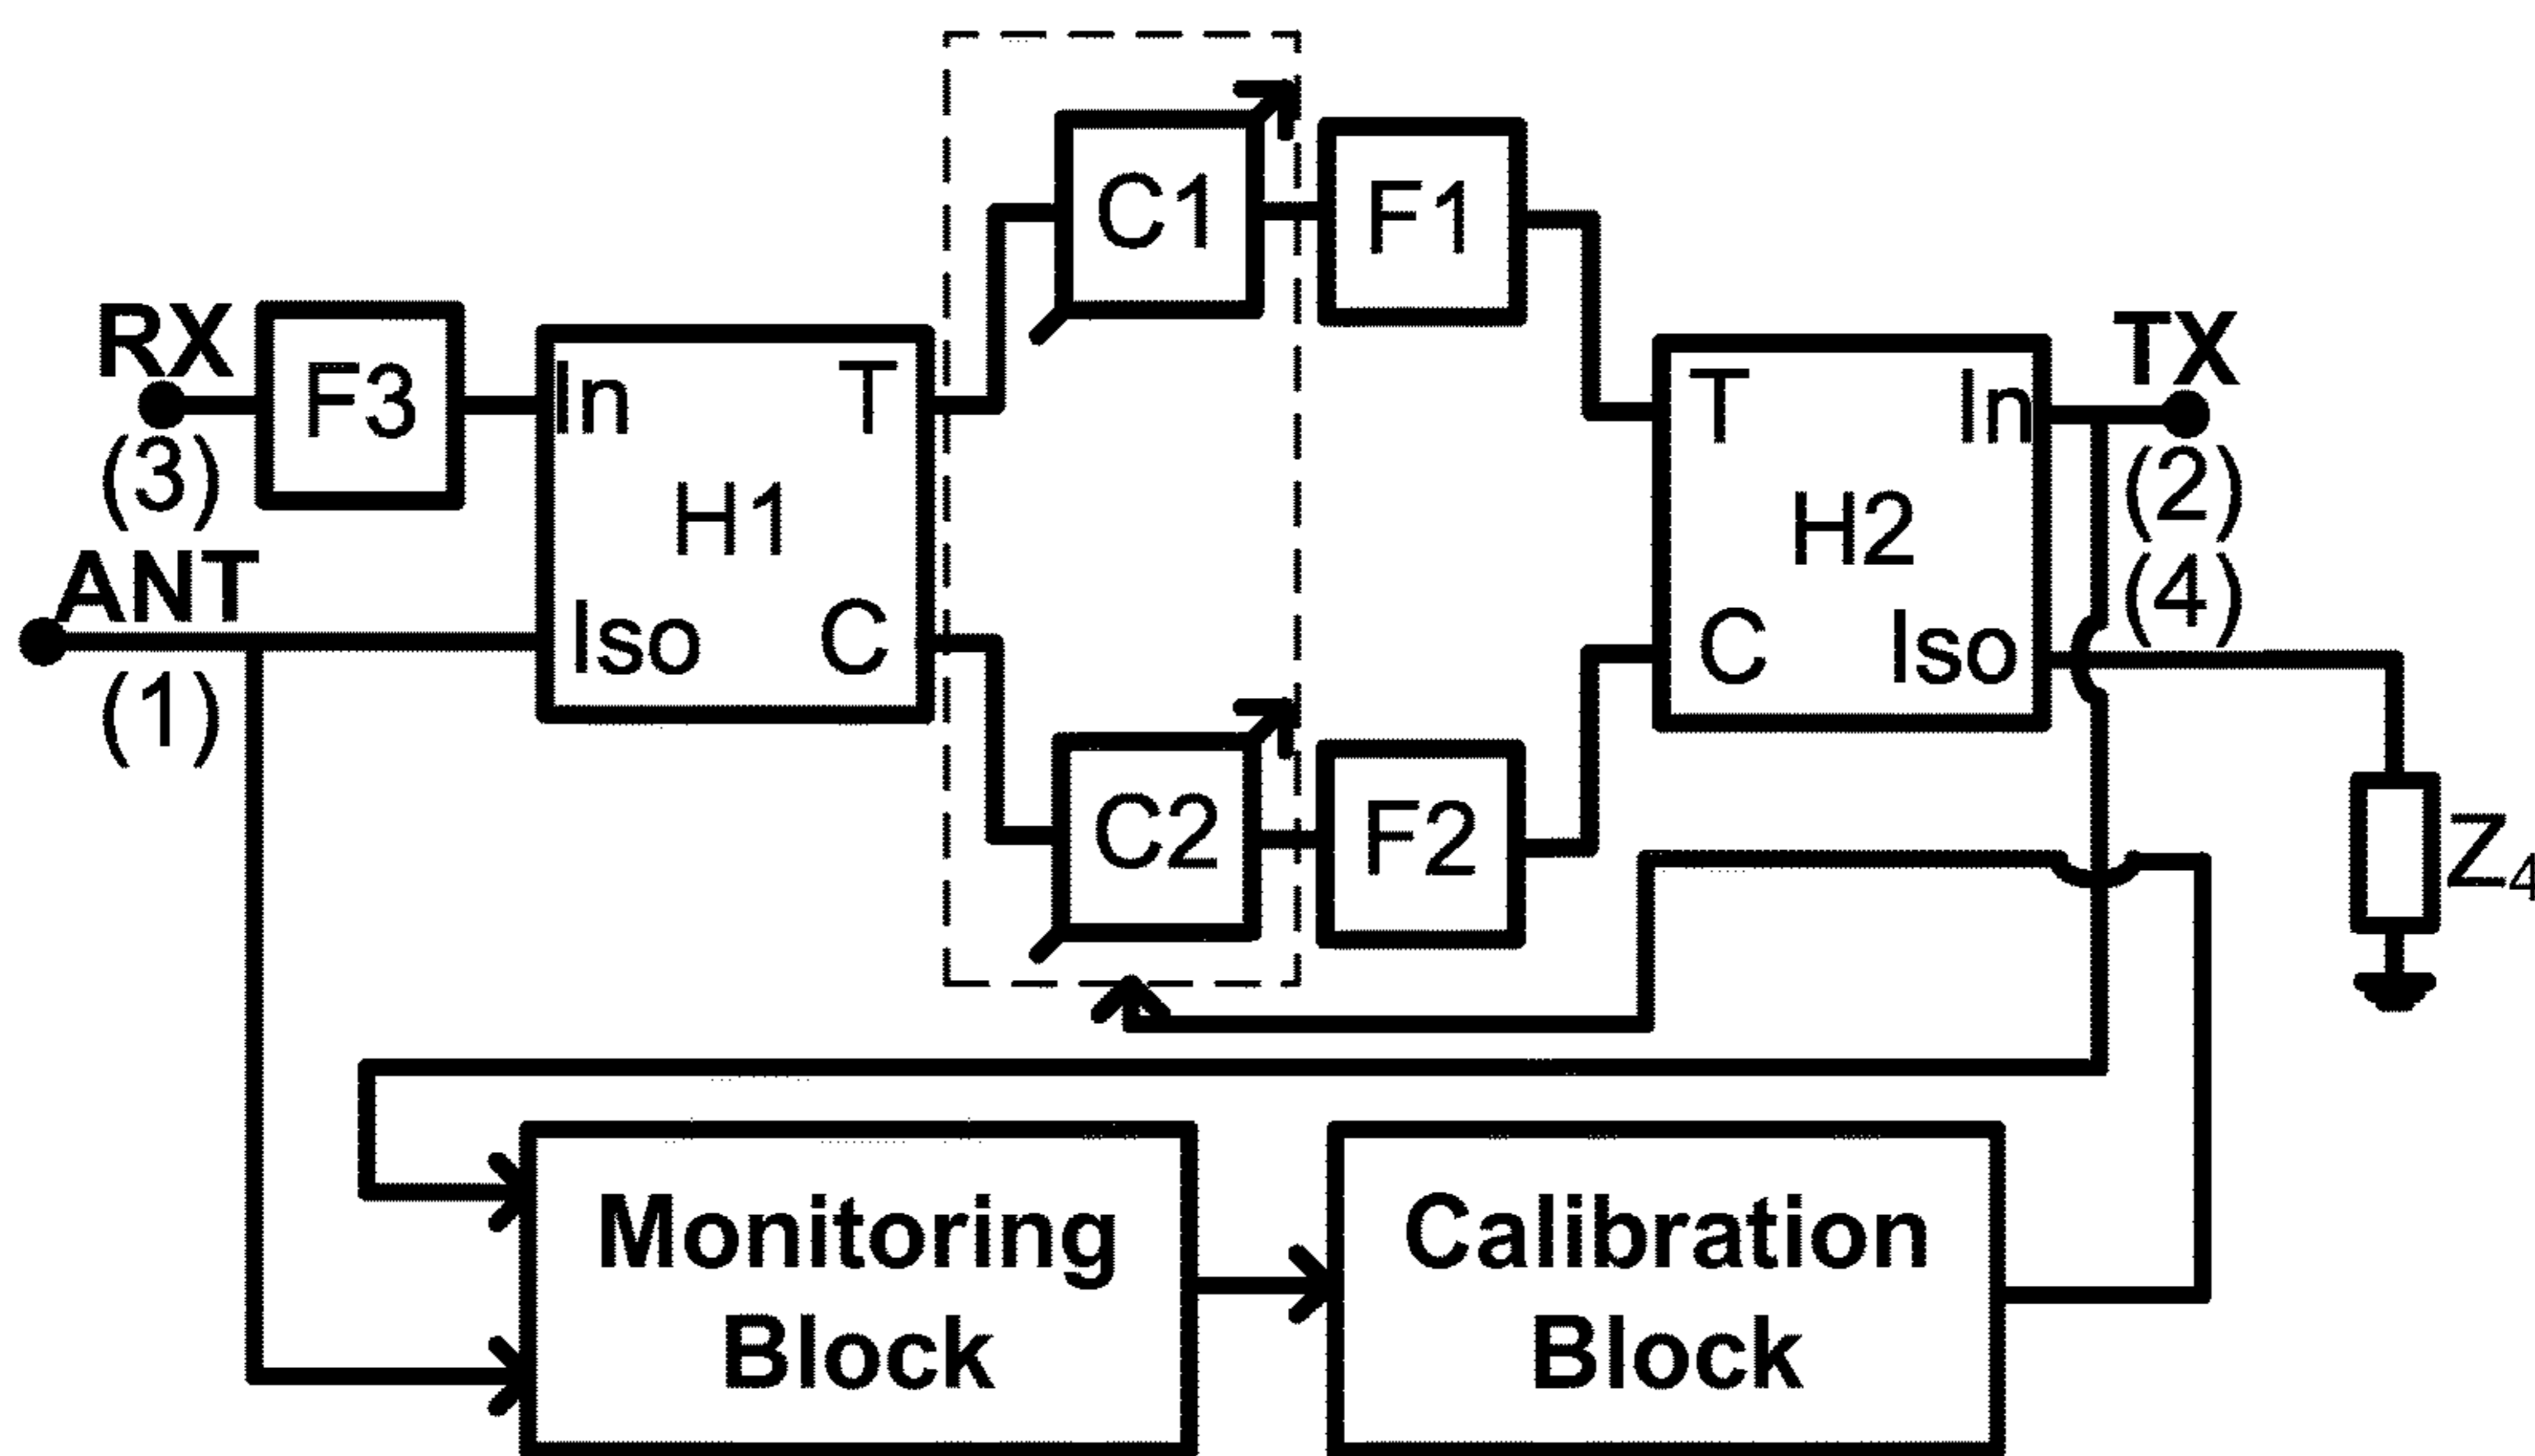 C1
F1
RX
F3
In
T
H1
(3)
ANT
Iso
C
(1)
T
In
TX
H2
(2)
(4)
C
Iso
C2
F2
Z4
Monitoring
Block
Calibration
Block